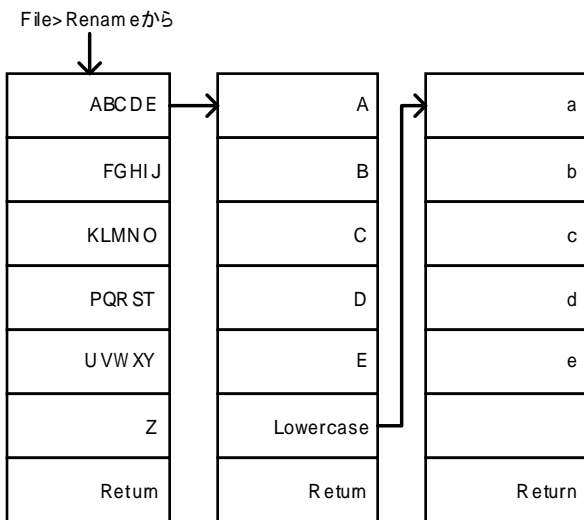 File>Renameから
ABCDE
FGHIJ
KLMNO
PQRST
UVWXY
Z
Return
A
B
C
D
E
Lowercase
Return
a
b
c
d
e
Return